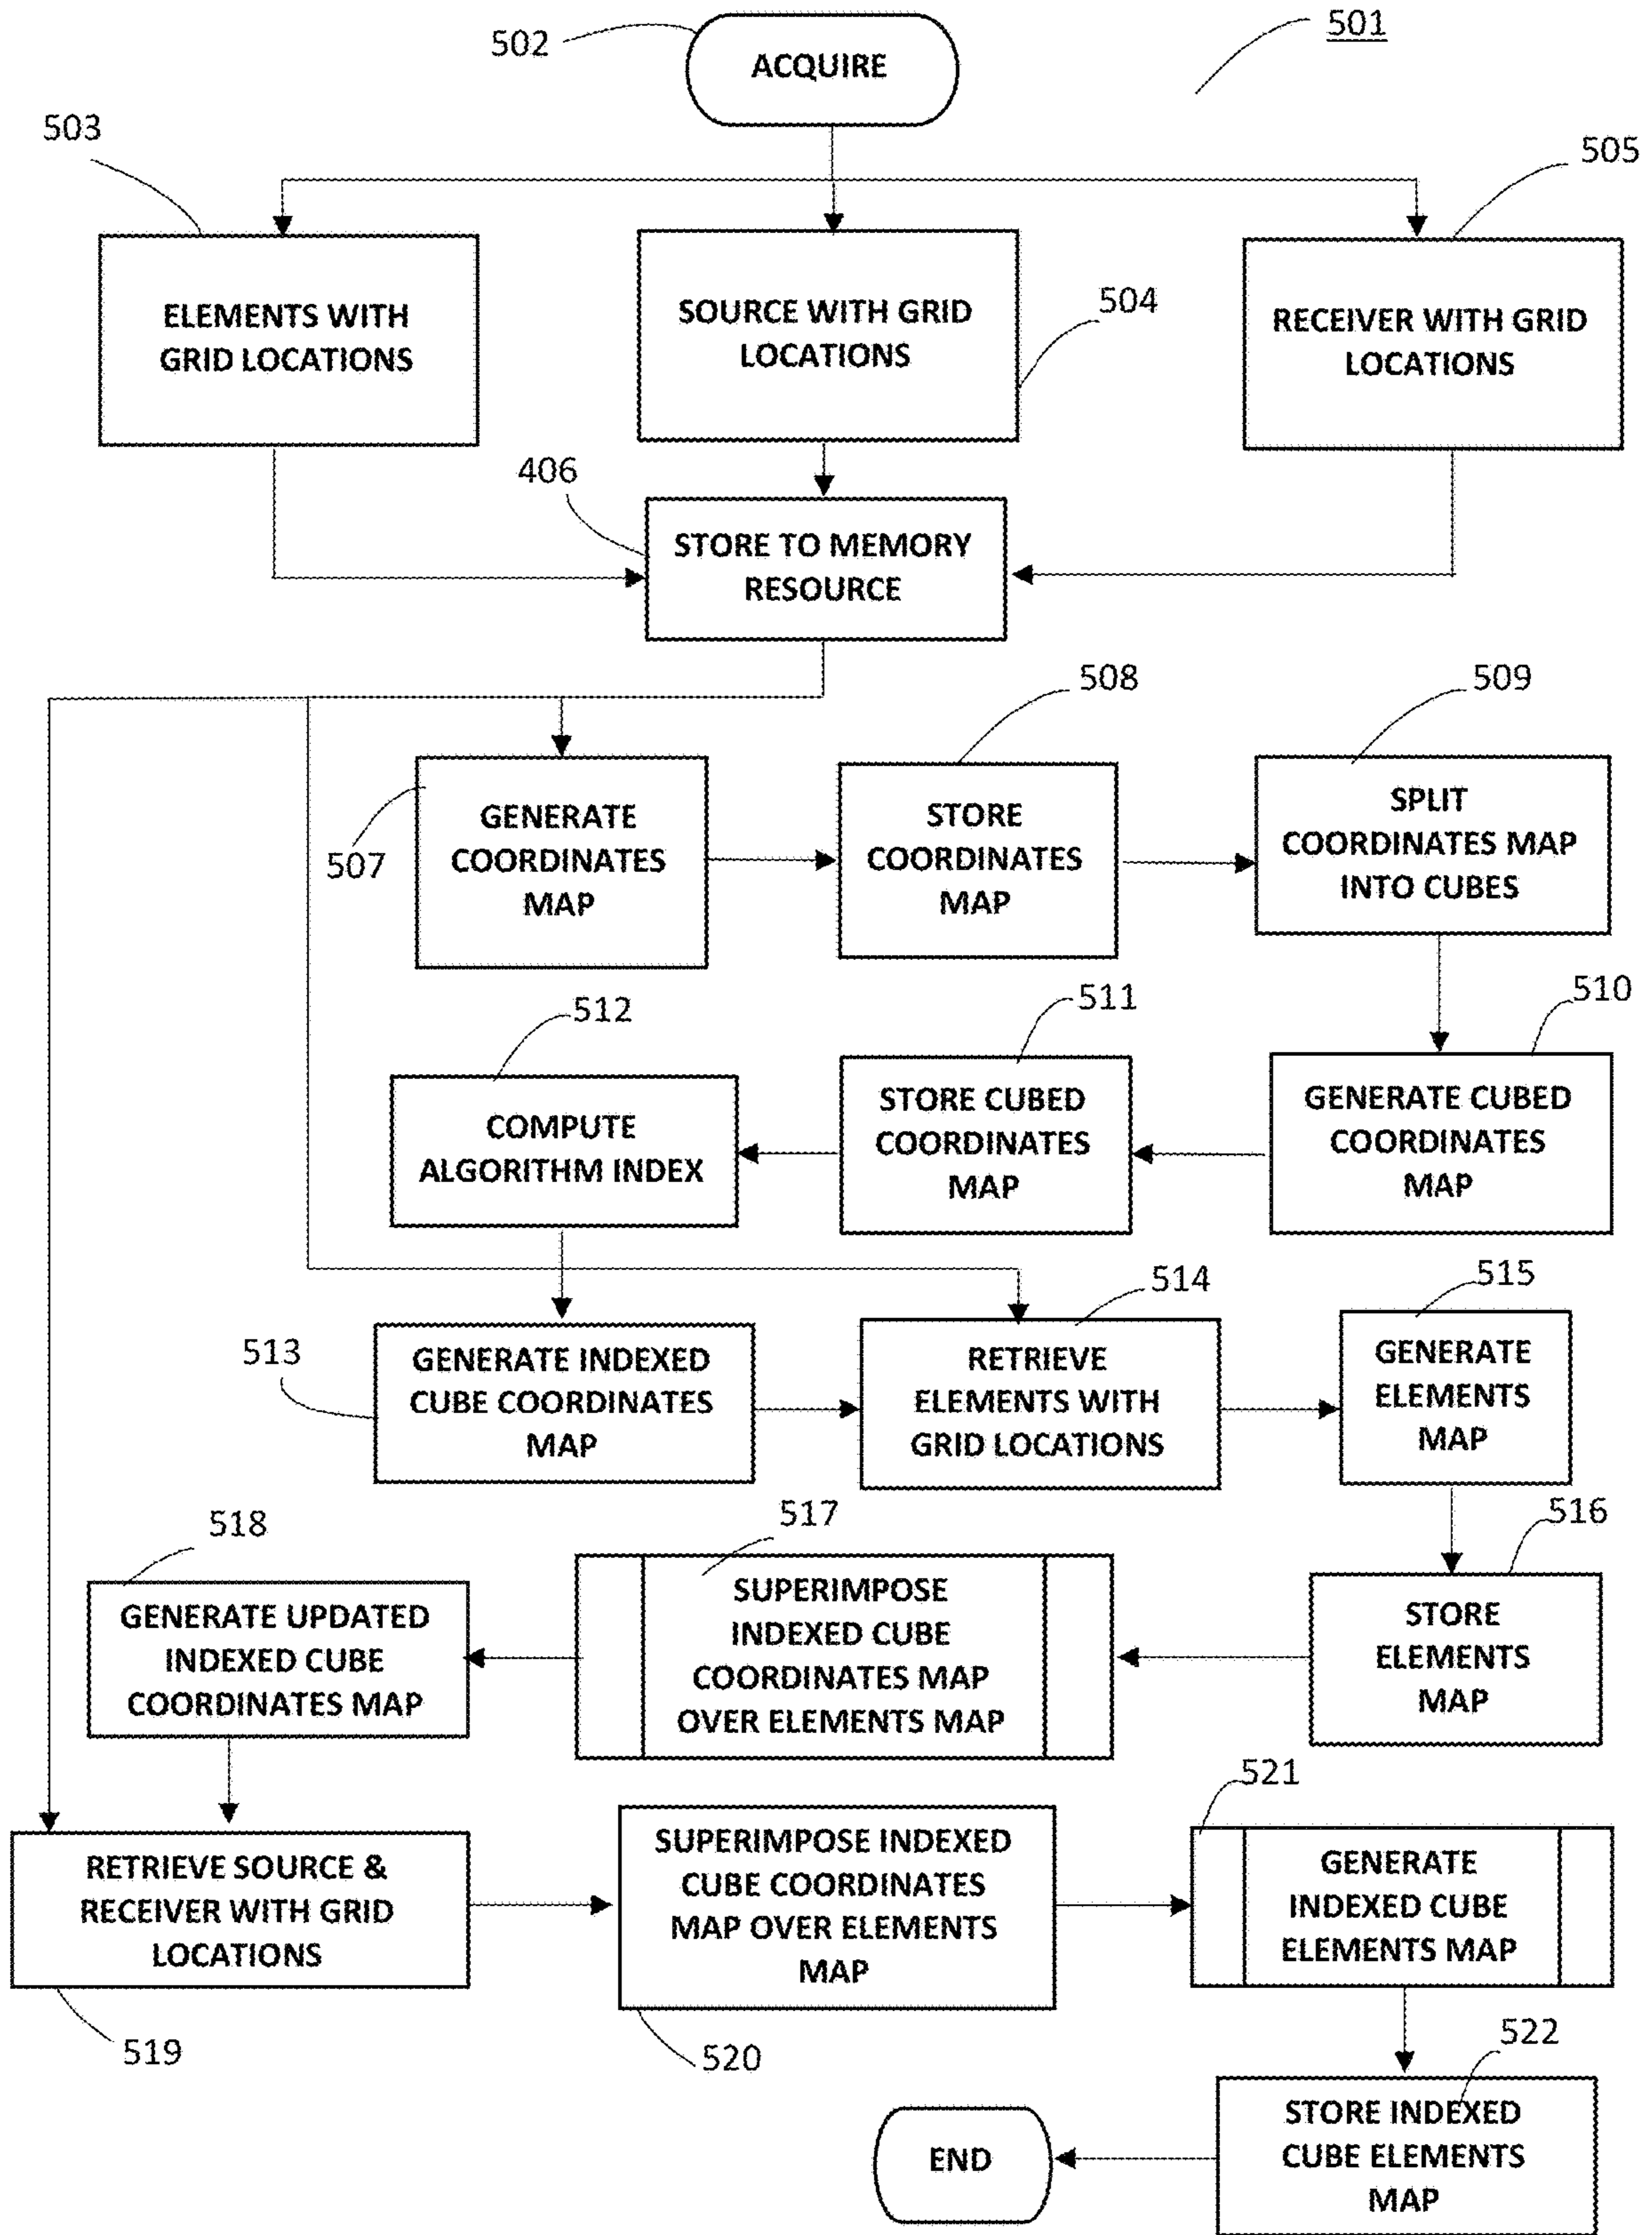 502
ACQUIRE
501
503
505
ELEMENTS WITH
GRID LOCATIONS
SOURCE WITH GRID
LOCATIONS
504
RECEIVER WITH GRID
LOCATIONS
406
STORE TO MEMORY
RESOURCE
508
509
507
GENERATE
COORDINATES
MAP
STORE
COORDINATES
MAP
SPLIT
COORDINATES MAP
INTO CUBES
512
511
510
COMPUTE
ALGORITHM INDEX
STORE CUBED
COORDINATES
MAP
GENERATE CUBED
COORDINATES
MAP
514
515
513
GENERATE INDEXED
CUBE COORDINATES
MAP
RETRIEVE
ELEMENTS WITH
GRID LOCATIONS
GENERATE
ELEMENTS
MAP
518
517
516
GENERATE UPDATED
INDEXED CUBE
COORDINATES MAP
SUPERIMPOSE
INDEXED CUBE
COORDINATES MAP
OVER ELEMENTS MAP
STORE
ELEMENTS
MAP
521
RETRIEVE SOURCE &
RECEIVER WITH GRID
LOCATIONS
SUPERIMPOSE INDEXED
CUBE COORDINATES
MAP OVER ELEMENTS
MAP
GENERATE
INDEXED CUBE
ELEMENTS MAP
519
520
522
END
STORE INDEXED
CUBE ELEMENTS
MAP